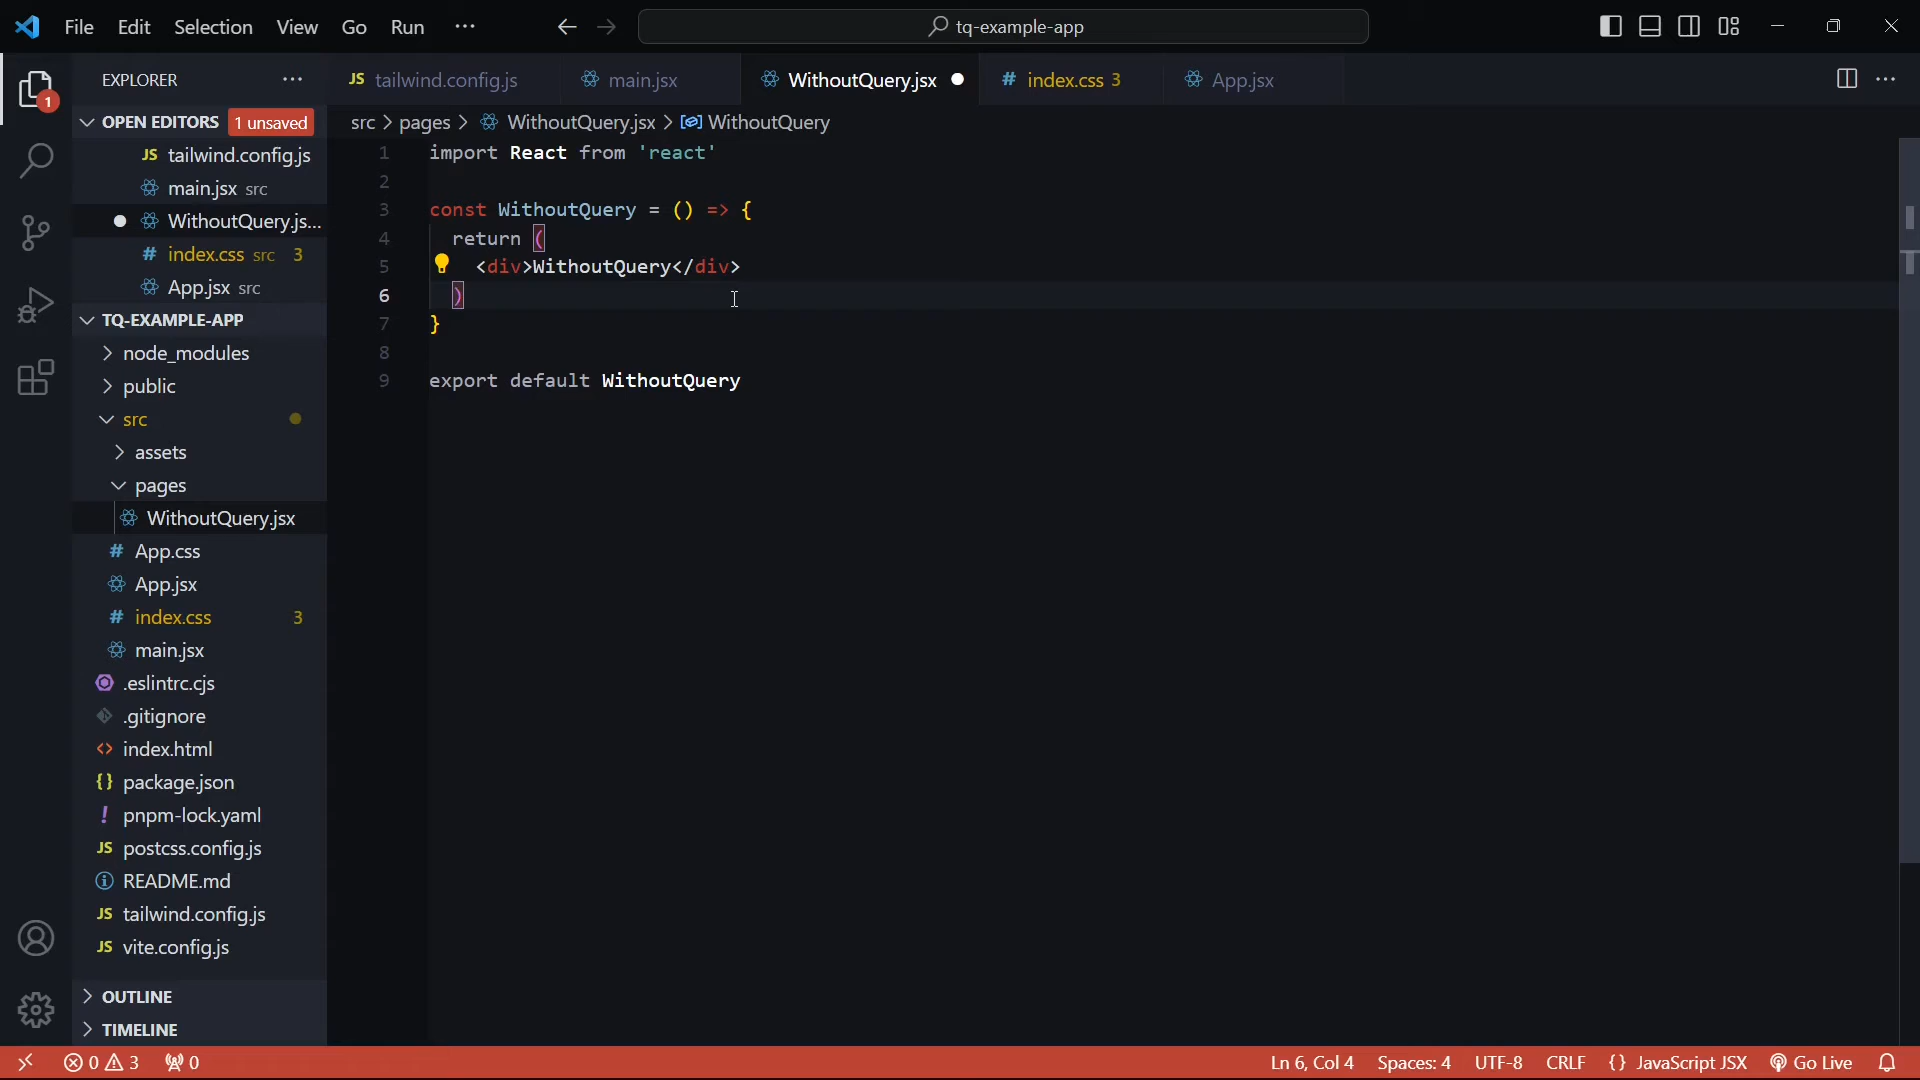 File Edit Selection View Go Run ··· tq-example-app
EXPLORER ···
JS tailwind.config.js main.jsx WithoutQuery.jsx # index.css 3 App.jsx ···
OPEN EDITORS 1 unsaved
JS tailwind.config.js
main.jsx src
WithoutQuery.js...
# index.css src 3
App.jsx src
TQ-EXAMPLE-APP
node_modules
public
src
assets
pages
WithoutQuery.jsx
# App.css
App.jsx
# index.css 3
main.jsx
.eslintrc.cjs
.gitignore
<> index.html
{} package.json
! pnpm-lock.yaml
JS postcss.config.js
README.md
JS tailwind.config.js
JS vite.config.js
OUTLINE
TIMELINE
1
src > pages > WithoutQuery.jsx > WithoutQuery
1 import React from 'react'
2
3 const WithoutQuery = () => {
4 return (
5 <div>WithoutQuery</div>
6 )
7 }
8
9 export default WithoutQuery
0 3 0 Ln 6, Col 4 Spaces: 4 UTF-8 CRLF {} JavaScript JSX Go Live